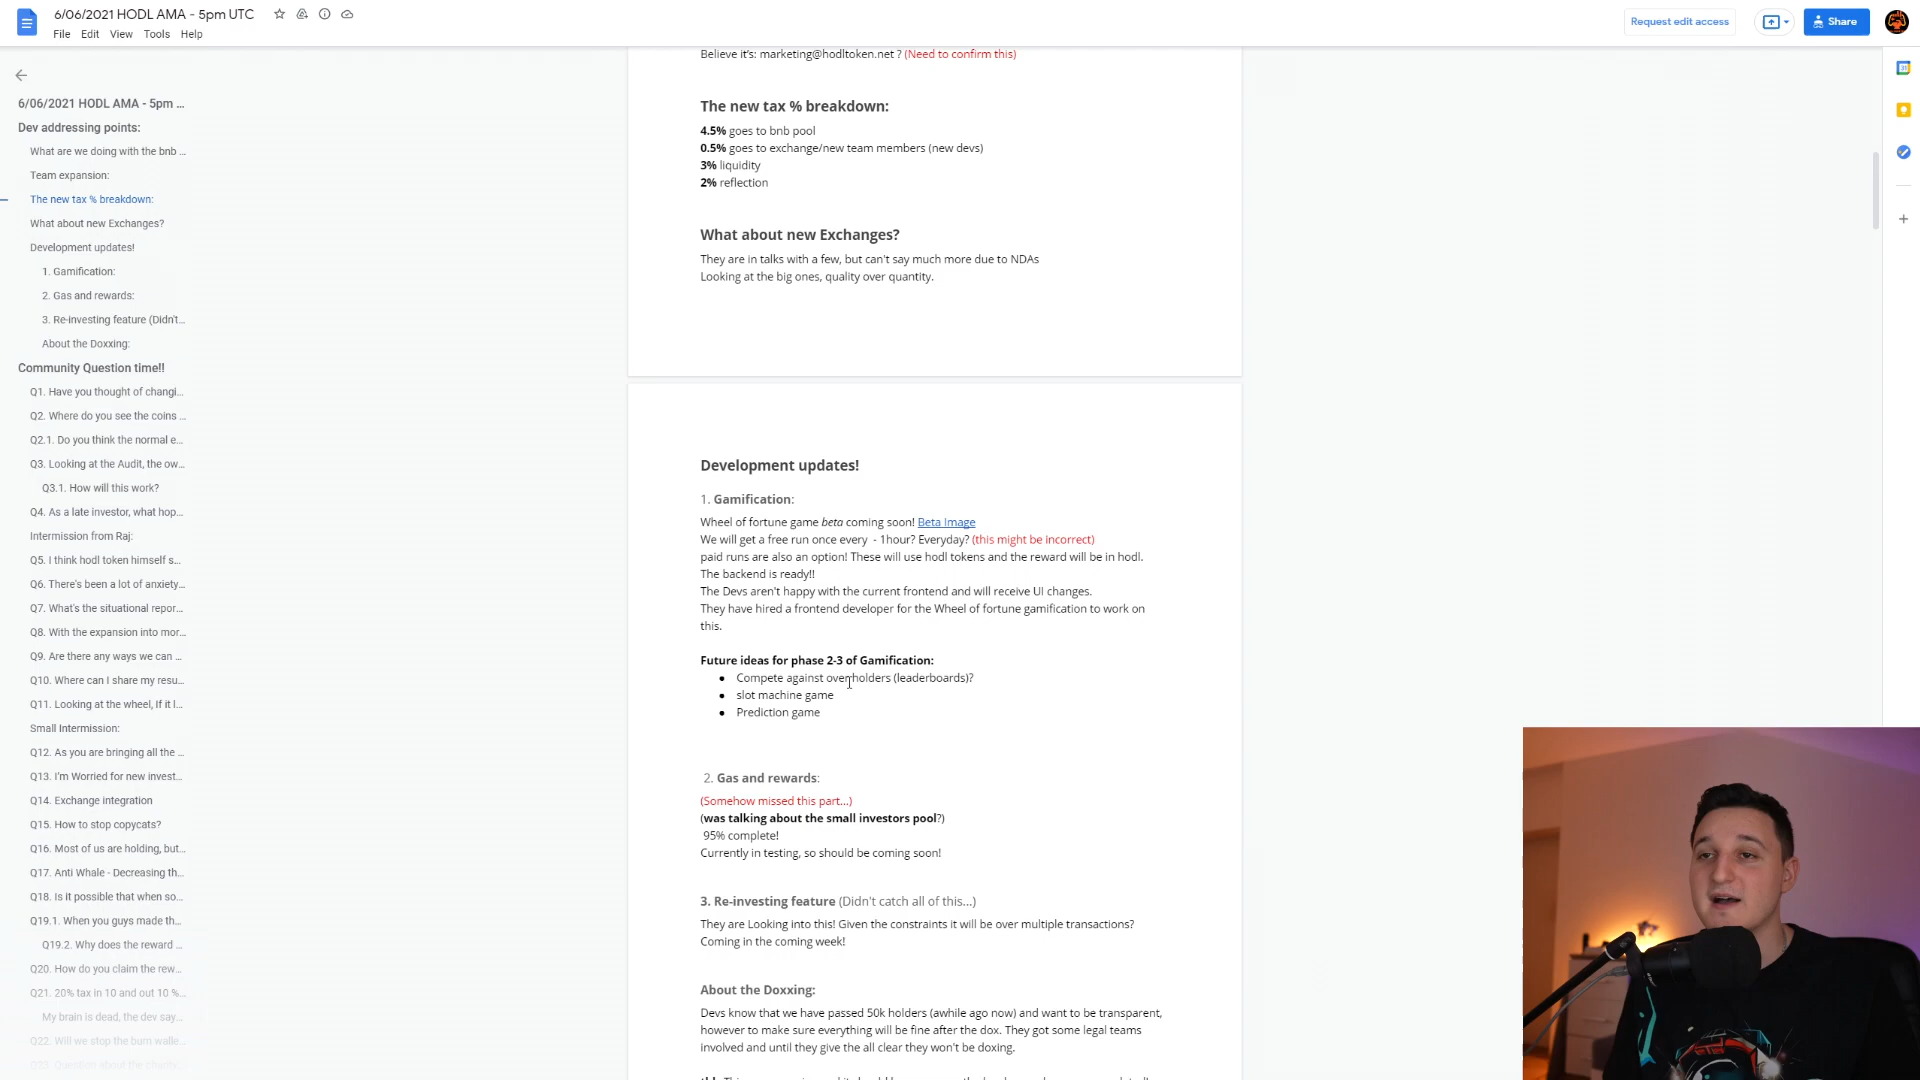 6/06/2021 HODL AMA - 5pm UTC
File Edit View Tools Help
Request edit access
Share
6/06/2021 HODL AMA - 5pm ...
Dev addressing points:
What are we doing with the bnb ...
Team expansion:
The new tax % breakdown:
What about new Exchanges?
Development updates!
1. Gamification:
2. Gas and rewards:
3. Re-investing feature (Didn't...
About the Doxxing:
Community Question time!!
Q1. Have you thought of changi...
Q2. Where do you see the coins ...
Q2.1. Do you think the normal e...
Q3. Looking at the Audit, the ow...
Q3.1. How will this work?
Q4. As a late investor, what hop...
Intermission from Raj:
Q5. I think hodl token himself s...
Q6. There's been a lot of anxiety...
Q7. What's the situational repor...
Q8. With the expansion into mor...
Q9. Are there any ways we can ...
Q10. Where can I share my resu...
Q11. Looking at the wheel, If it l...
Small Intermission:
Q12. As you are bringing all the ...
Q13. I'm Worried for new invest...
Q14. Exchange integration
Q15. How to stop copycats?
Q16. Most of us are holding, but...
Q17. Anti Whale - Decreasing th...
Q18. Is it possible that when so...
Q19.1. When you guys made th...
Q19.2. Why does the reward ...
Q20. How do you claim the rew...
Q21. 20% tax in 10 and out 10 %...
My brain is dead, the dev say...
Q22. Will we stop the burn walle...
Q23. Question about the charity...
Believe it's: marketing@hodltoken.net ? (Need to confirm this)
The new tax % breakdown:
4.5% goes to bnb pool
0.5% goes to exchange/new team members (new devs)
3% liquidity
2% reflection
What about new Exchanges?
They are in talks with a few, but can't say much more due to NDAs
Looking at the big ones, quality over quantity.
Development updates!
1. Gamification:
Wheel of fortune game beta coming soon! Beta Image
We will get a free run once every - 1hour? Everyday? (this might be incorrect)
paid runs are also an option! These will use hodl tokens and the reward will be in hodl.
The backend is ready!!
The Devs aren't happy with the current frontend and will receive UI changes.
They have hired a frontend developer for the Wheel of fortune gamification to work on
this.
Future ideas for phase 2-3 of Gamification:
● Compete against over holders (leaderboards)?
● slot machine game
● Prediction game
2. Gas and rewards:
(Somehow missed this part...)
(was talking about the small investors pool?)
95% complete!
Currently in testing, so should be coming soon!
3. Re-investing feature (Didn't catch all of this...)
They are Looking into this! Given the constraints it will be over multiple transactions?
Coming in the coming week!
About the Doxxing:
Devs know that we have passed 50k holders (awhile ago now) and want to be transparent,
however to make sure everything will be fine after the dox. They got some legal teams
involved and until they give the all clear they won't be doxing.